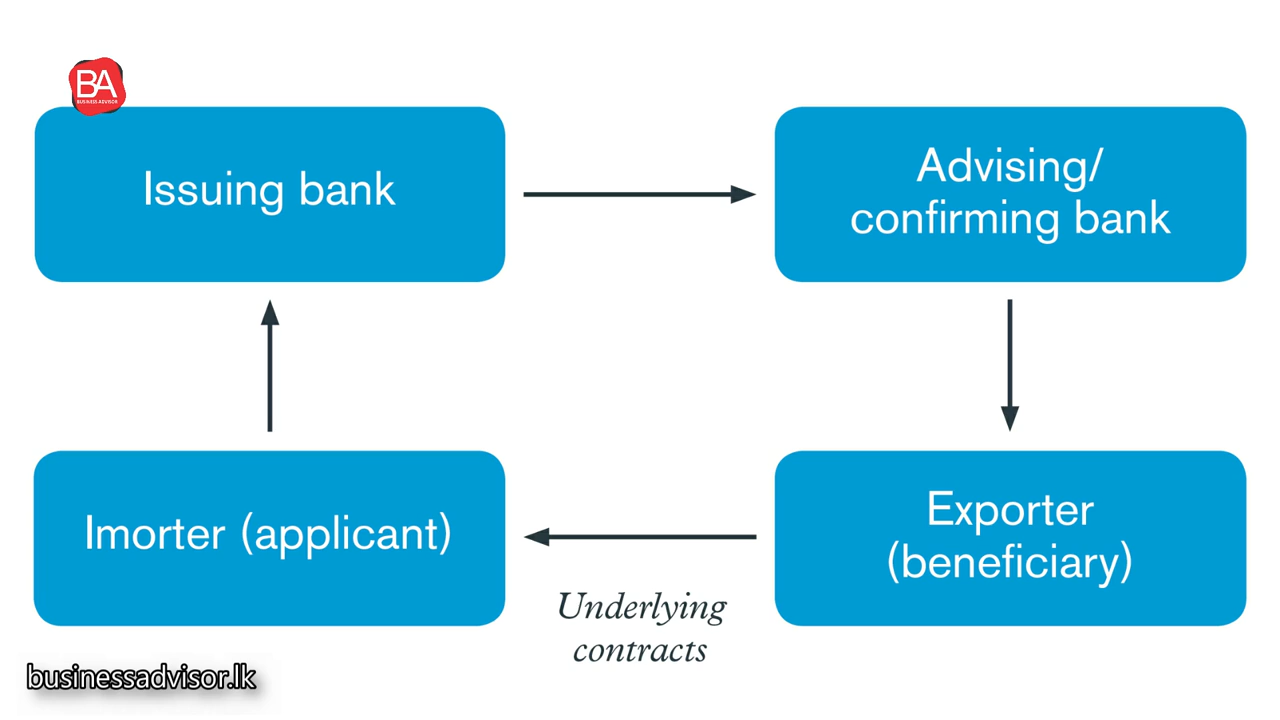 BA
BUSINESS ADVISOR
Issuing bank
Advising/
confirming bank
Imorter (applicant)
Exporter
(beneficiary)
Underlying
contracts
businessadvisor.lk